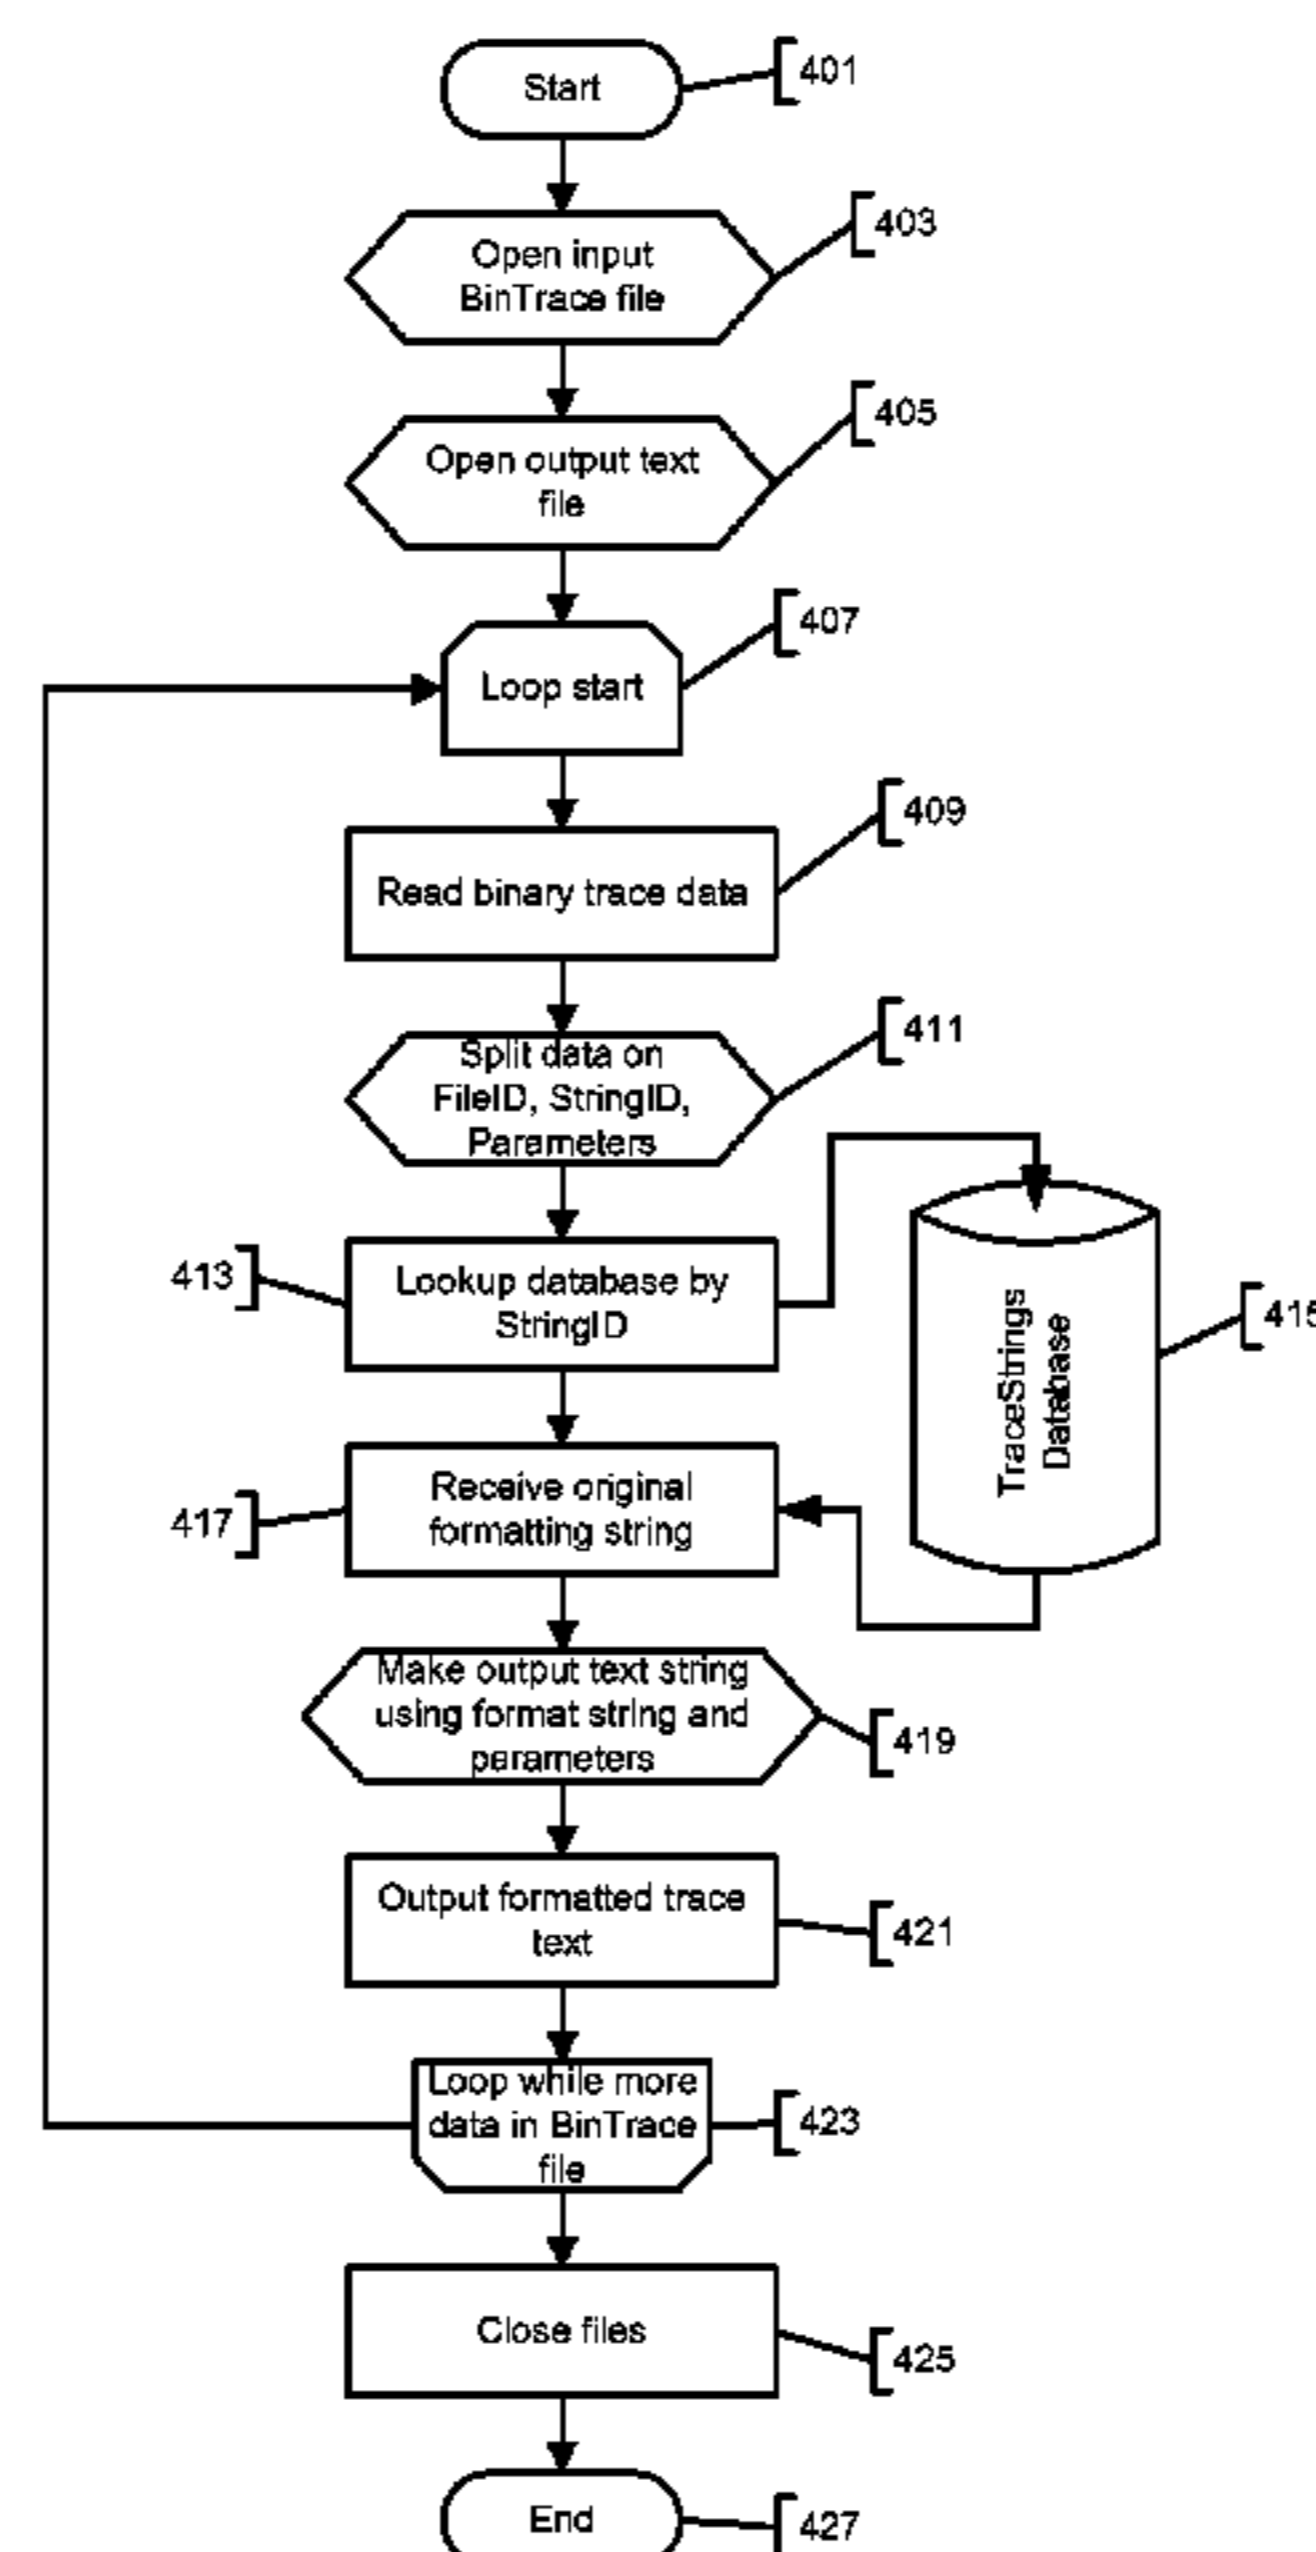 Start
401
Open input
BinTrace file
403
Open output text
file
405
Loop start
407
Read binary trace data
409
Split data on
FileID, StringID,
Parameters
411
Lookup database by
StringID
413
TraceStrings
Database
415
Receive original
formatting string
417
Make output text string
using format string and
parameters
419
Output formatted trace
text
421
Loop while more
data in BinTrace
file
423
Close files
425
End
427